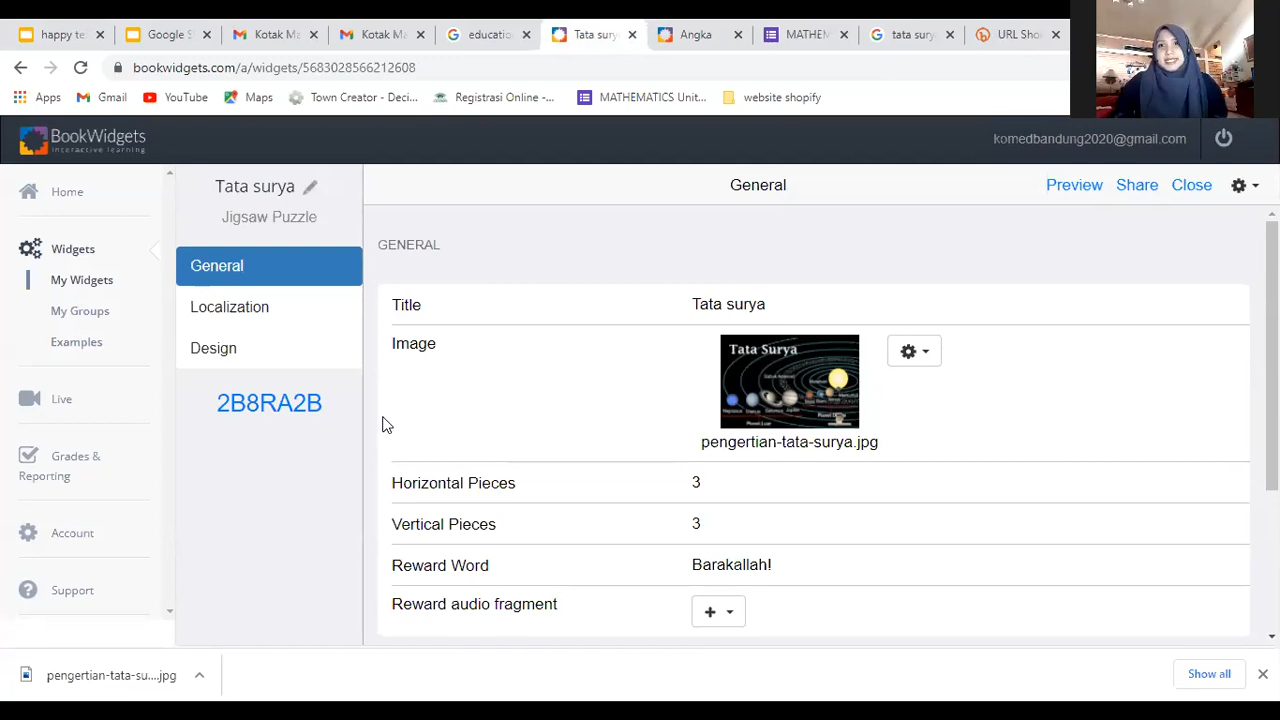 happy te
Google S
Kotak Ma
Kotak Ma
educatio
Tata sury
Angka
MATHEM
tata sury
URL Sho
bookwidgets.com/a/widgets/5683028566212608
Apps
Gmail
YouTube
Maps
Town Creator - Deci...
Registrasi Online -...
MATHEMATICS Unit...
website shopify
BookWidgets
interactive learning
komedbandung2020@gmail.com
Home
Widgets
My Widgets
My Groups
Examples
Live
Grades &
Reporting
Account
Support
Tata surya
Jigsaw Puzzle
General
Localization
Design
2B8RA2B
General
Preview Share Close
GENERAL
Title Tata surya
Image
Tata Surya
pengertian-tata-surya.jpg
Horizontal Pieces 3
Vertical Pieces 3
Reward Word Barakallah!
Reward audio fragment
pengertian-tata-su....jpg
Show all